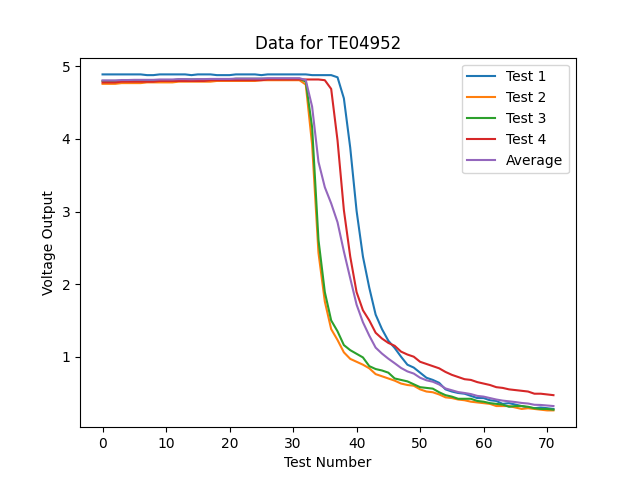 Data for TE04952
Test 1
Test 2
Test 3
Test 4
Average
Voltage Output
5
4
3
2
1
0 10 20 30 40 50 60 70
Test Number